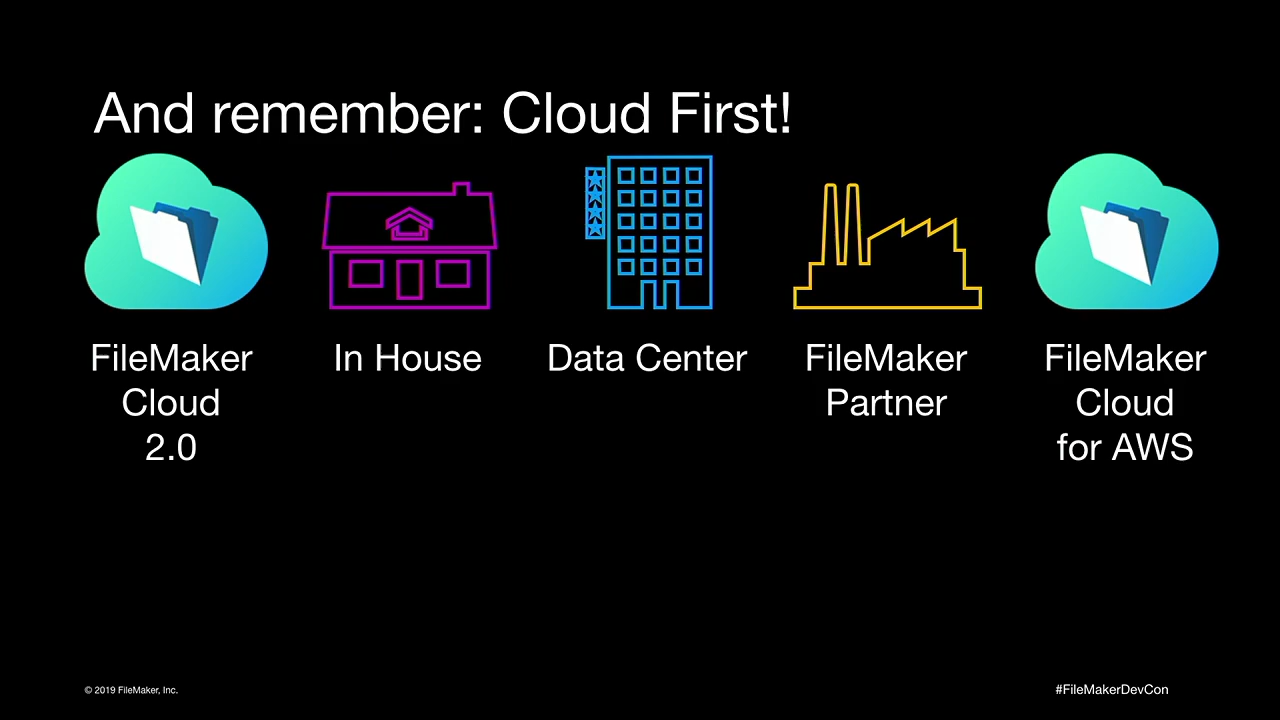 And remember: Cloud First!
FileMaker
Cloud
2.0
In House
Data Center
FileMaker
Partner
FileMaker
Cloud
for AWS
© 2019 FileMaker, Inc.
#FileMakerDevCon